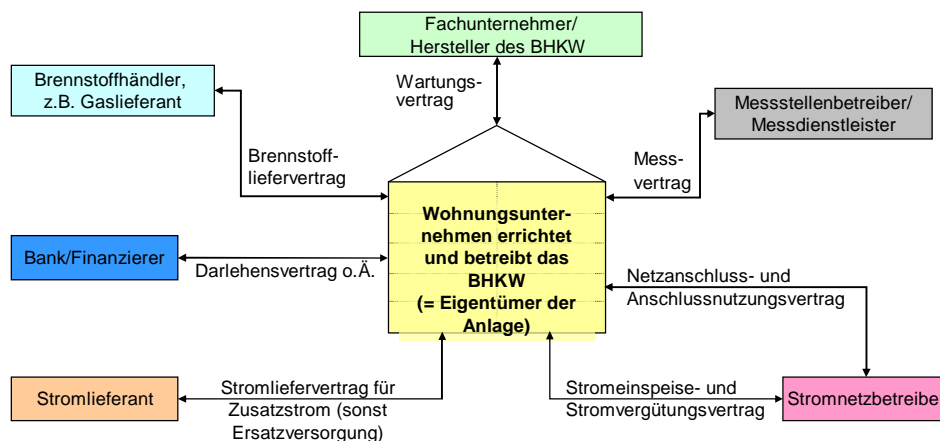 Fachunternehmer/
Hersteller des BHKW
Wartungs-
vertrag
Brennstoffhändler,
z.B. Gaslieferant
Messstellenbetreiber/
Messdienstleister
Brennstoff-
liefervertrag
Mess-
vertrag
Wohnungsunter-
nehmen errichtet
und betreibt das
BHKW
(= Eigentümer der
Anlage)
Bank/Finanzierer
Darlehensvertrag o.Ä.
Netzanschluss- und
Anschlussnutzungsvertrag
Stromlieferant
Stromliefervertrag für
Zusatzstrom (sonst
Ersatzversorgung)
Stromeinspeise- und
Stromvergütungsvertrag
Stromnetzbetreibe